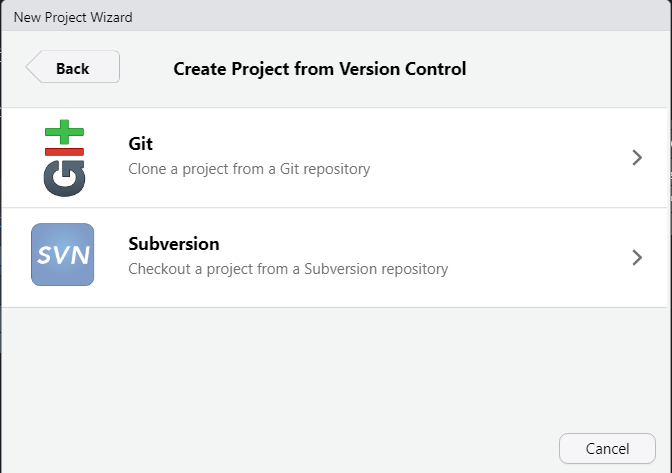 New Project Wizard
Back
Create Project from Version Control
Git
Clone a project from a Git repository
SVN
Subversion
Checkout a project from a Subversion repository
Cancel